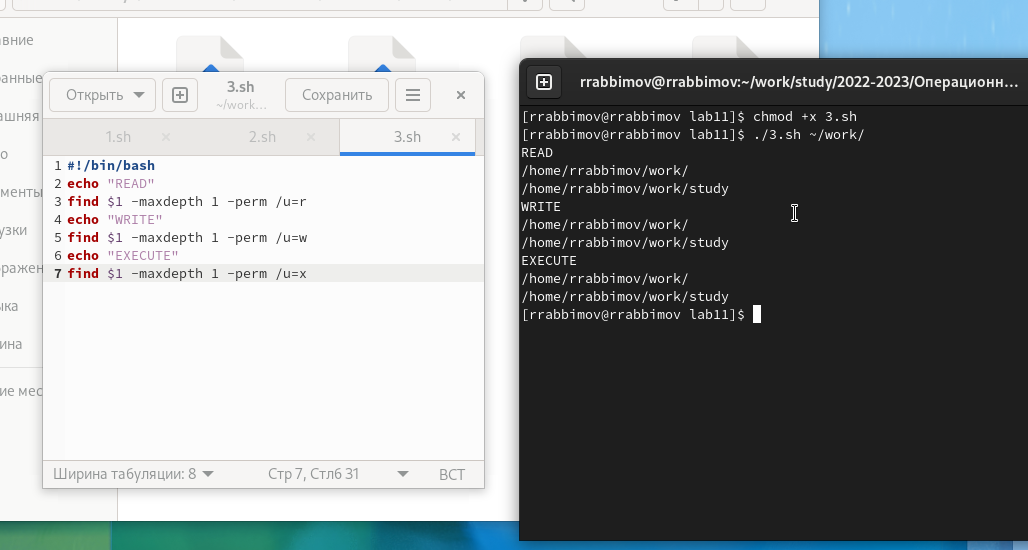 авние
ранные
ашняя
о
менты
узки
бражен
ыка
ина
ие мес
Открыть
3.sh
~/work…
Сохранить
1.sh
2.sh
3.sh
1 #!/bin/bash
2 echo "READ"
3 find $1 -maxdepth 1 -perm /u=r
4 echo "WRITE"
5 find $1 -maxdepth 1 -perm /u=w
6 echo "EXECUTE"
7 find $1 -maxdepth 1 -perm /u=x
Ширина табуляции: 8
Стр 7, Стлб 31
ВСТ
rrabbimov@rrabbimov:~/work/study/2022-2023/Операционн…
[rrabbimov@rrabbimov lab11]$ chmod +x 3.sh
[rrabbimov@rrabbimov lab11]$ ./3.sh ~/work/
READ
/home/rrabbimov/work/
/home/rrabbimov/work/study
WRITE
/home/rrabbimov/work/
/home/rrabbimov/work/study
EXECUTE
/home/rrabbimov/work/
/home/rrabbimov/work/study
[rrabbimov@rrabbimov lab11]$